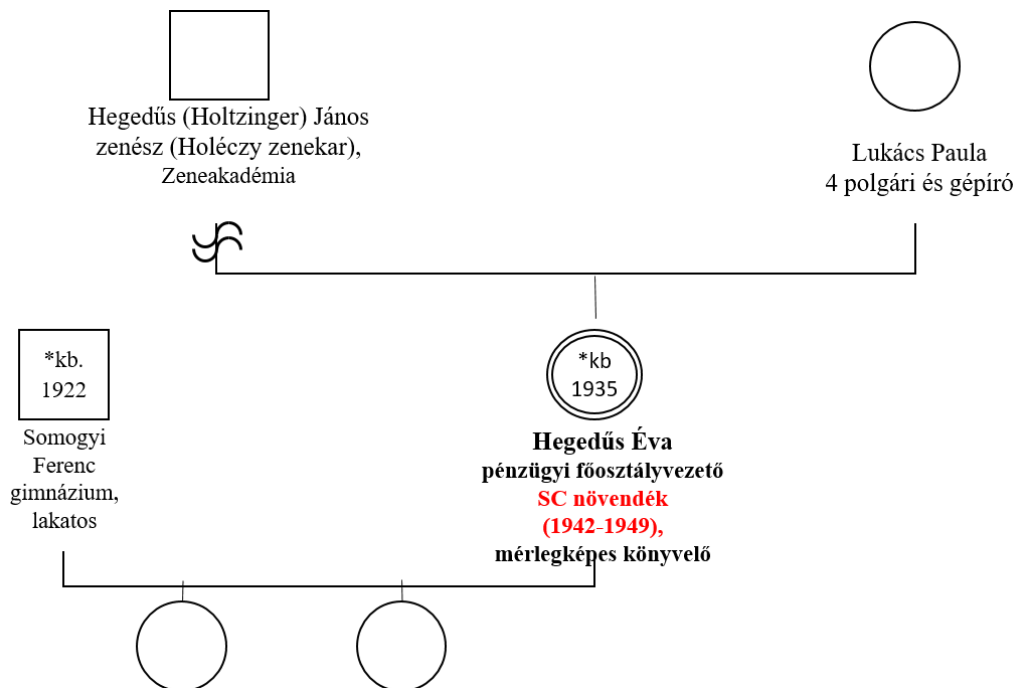 Hegedűs (Holtzinger) János
zenész (Holéczy zenekar),
Zeneakadémia
Lukács Paula
4 polgári és gépíró
*kb.
1922
Somogyi
Ferenc
gimnázium,
lakatos
*kb
1935
Hegedűs Éva
pénzügyi főosztályvezető
SC növendék
(1942-1949),
mérlegképes könyvelő